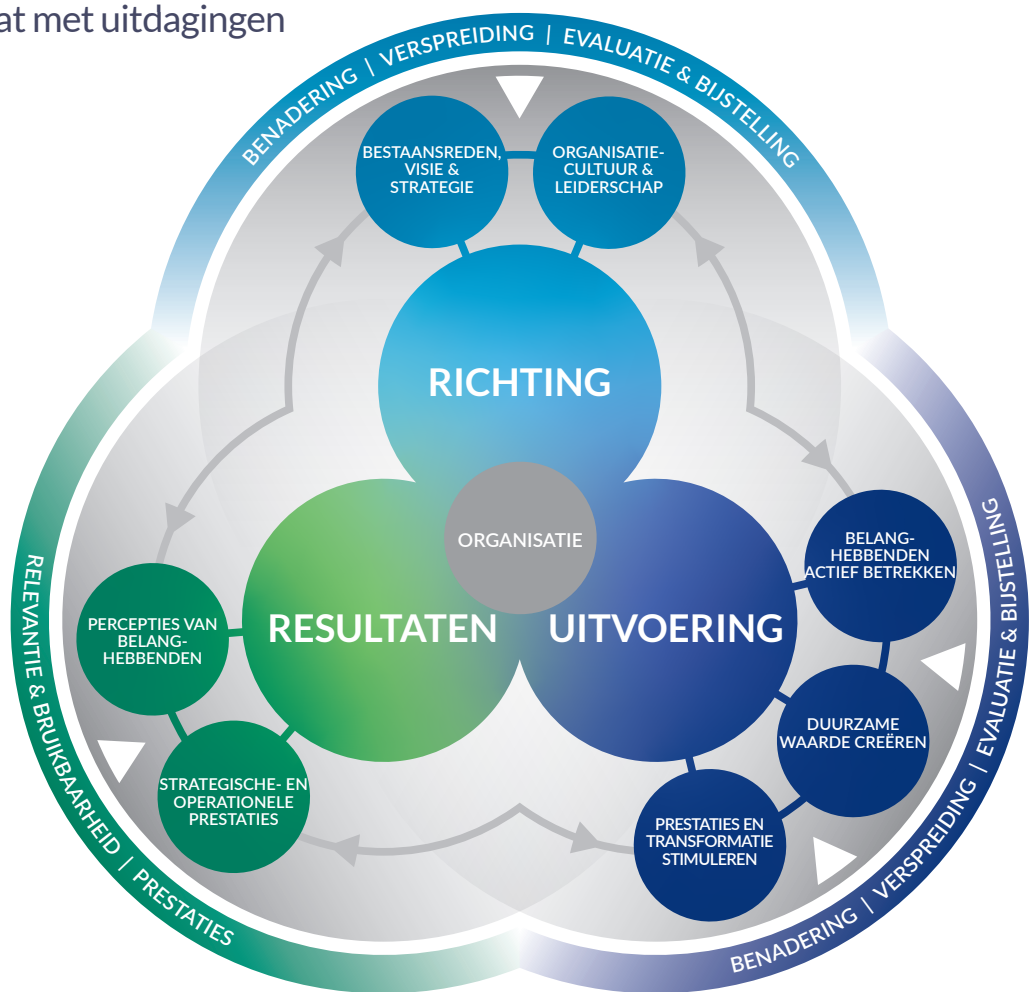 at met uitdagingen
BENADERING | VERSPREIDING | EVALUATIE & BIJSTELLING
BESTAANSREDEN,
VISIE &
STRATEGIE
ORGANISATIE-
CULTUUR &
LEIDERSCHAP
RICHTING
ORGANISATIE
RESULTATEN
UITVOERING
BELANG-
HEBBENDEN
ACTIEF BETREKKEN
DUURZAME
WAARDE CREËREN
PRESTATIES EN
TRANSFORMATIE
STIMULEREN
PERCEPTIES VAN
BELANG-
HEBBENDEN
STRATEGISCHE- EN
OPERATIONELE
PRESTATIES
RELEVANTIE & BRUIKBAARHEID | PRESTATIES
BENADERING | VERSPREIDING | EVALUATIE & BIJSTELLING